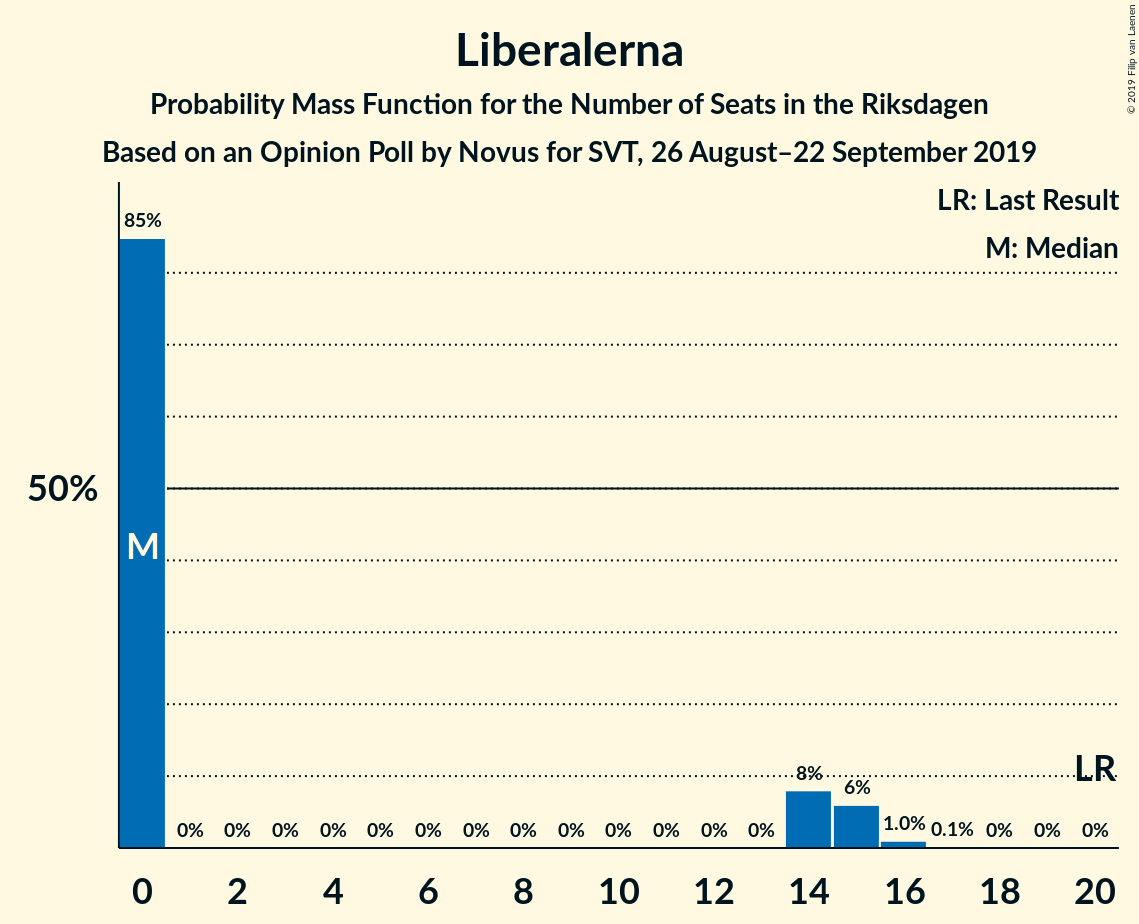 Liberalerna
Probability Mass Function for the Number of Seats in the Riksdagen
Based on an Opinion Poll by Novus for SVT, 26 August–22 September 2019
© 2019 Filip van Laenen
LR: Last Result
M: Median
85%
50%
M
LR
0% 0% 0% 0% 0% 0% 0% 0% 0% 0% 0% 0% 0% 8% 6% 1.0% 0.1% 0% 0% 0%
0 2 4 6 8 10 12 14 16 18 20